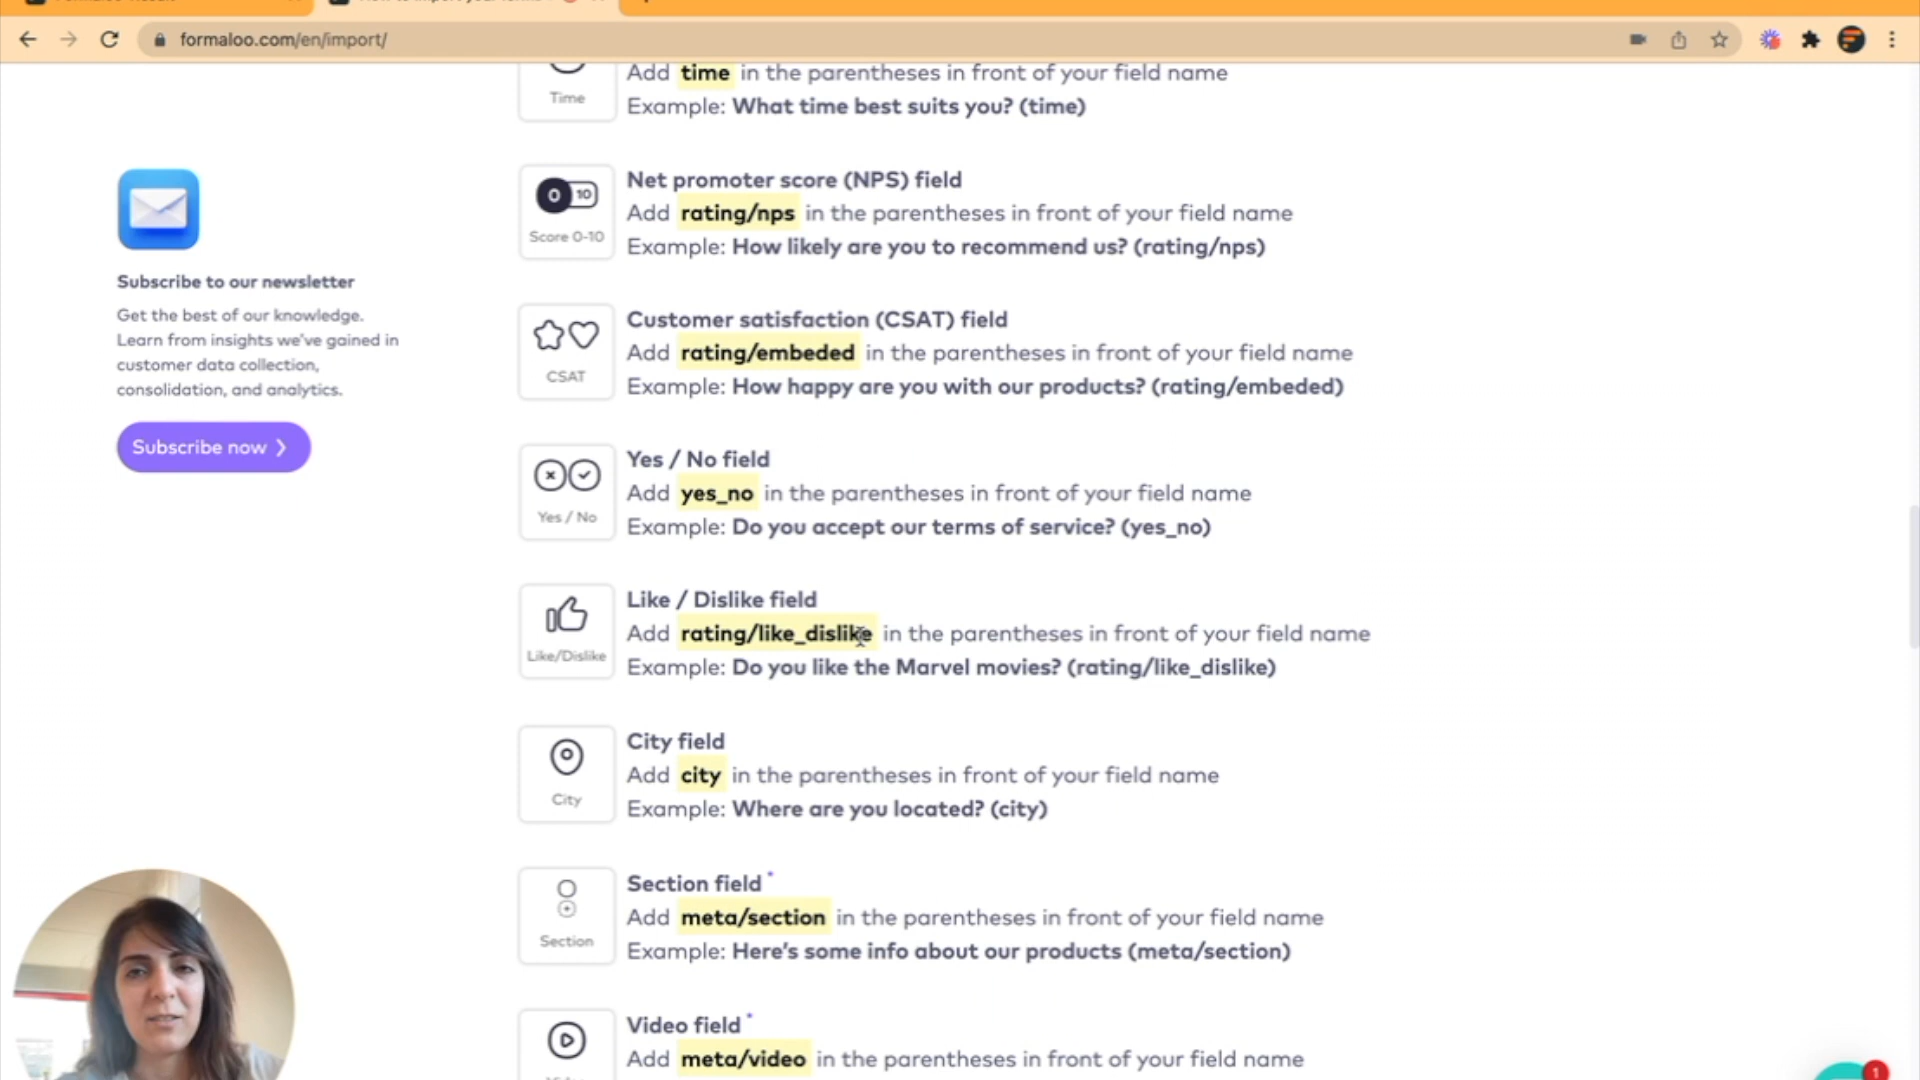 formaloo.com/en/import/
Add time in the parentheses in front of your field name
Time
Example: What time best suits you? (time)
0 10
Score 0-10
Net promoter score (NPS) field
Add rating/nps in the parentheses in front of your field name
Example: How likely are you to recommend us? (rating/nps)
Subscribe to our newsletter
Get the best of our knowledge.
Learn from insights we've gained in
customer data collection,
consolidation, and analytics.
Subscribe now
CSAT
Customer satisfaction (CSAT) field
Add rating/embeded in the parentheses in front of your field name
Example: How happy are you with our products? (rating/embeded)
Yes / No
Yes / No field
Add yes_no in the parentheses in front of your field name
Example: Do you accept our terms of service? (yes_no)
Like/Dislike
Like / Dislike field
Add rating/like_dislike in the parentheses in front of your field name
Example: Do you like the Marvel movies? (rating/like_dislike)
City
City field
Add city in the parentheses in front of your field name
Example: Where are you located? (city)
Section
Section field *
Add meta/section in the parentheses in front of your field name
Example: Here's some info about our products (meta/section)
Video field *
Add meta/video in the parentheses in front of your field name
1